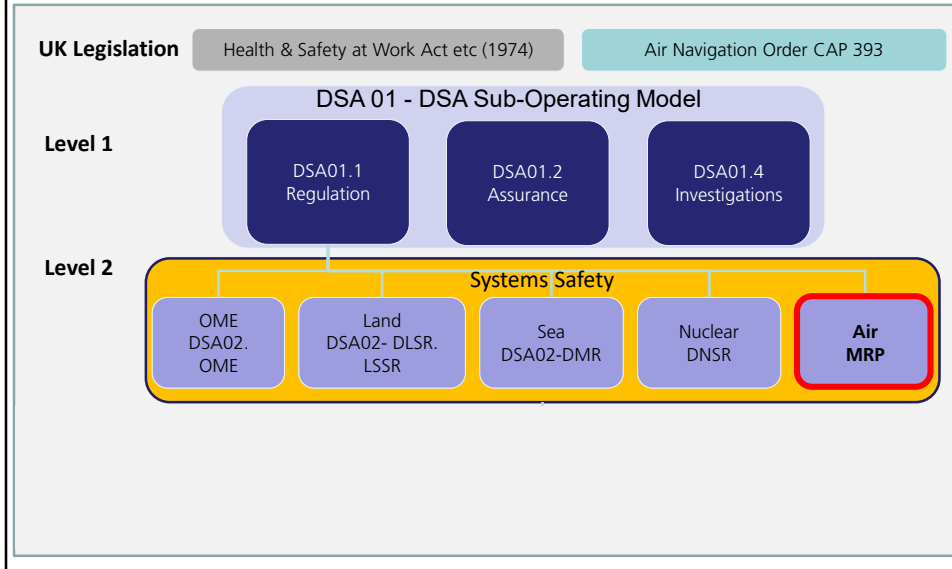 UK Legislation
Health & Safety at Work Act etc (1974)
Air Navigation Order CAP 393
DSA 01 - DSA Sub-Operating Model
Level 1
DSA01.1
Regulation
DSA01.2
Assurance
DSA01.4
Investigations
Level 2
Systems Safety
OME
DSA02.
OME
Land
DSA02- DLSR.
LSSR
Sea
DSA02-DMR
Nuclear
DNSR
Air
MRP